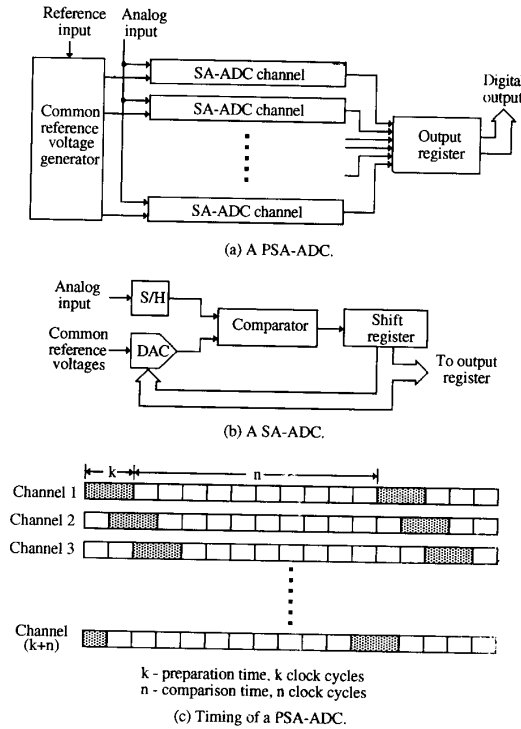 Reference input
Analog input
Common reference voltage generator
SA-ADC channel
SA-ADC channel
SA-ADC channel
Output register
Digital output
(a) A PSA-ADC.
Analog input
S/H
Common reference voltages
DAC
Comparator
Shift register
To output register
(b) A SA-ADC.
k
n
Channel 1
Channel 2
Channel 3
Channel (k+n)
k - preparation time, k clock cycles
n - comparison time, n clock cycles
(c) Timing of a PSA-ADC.